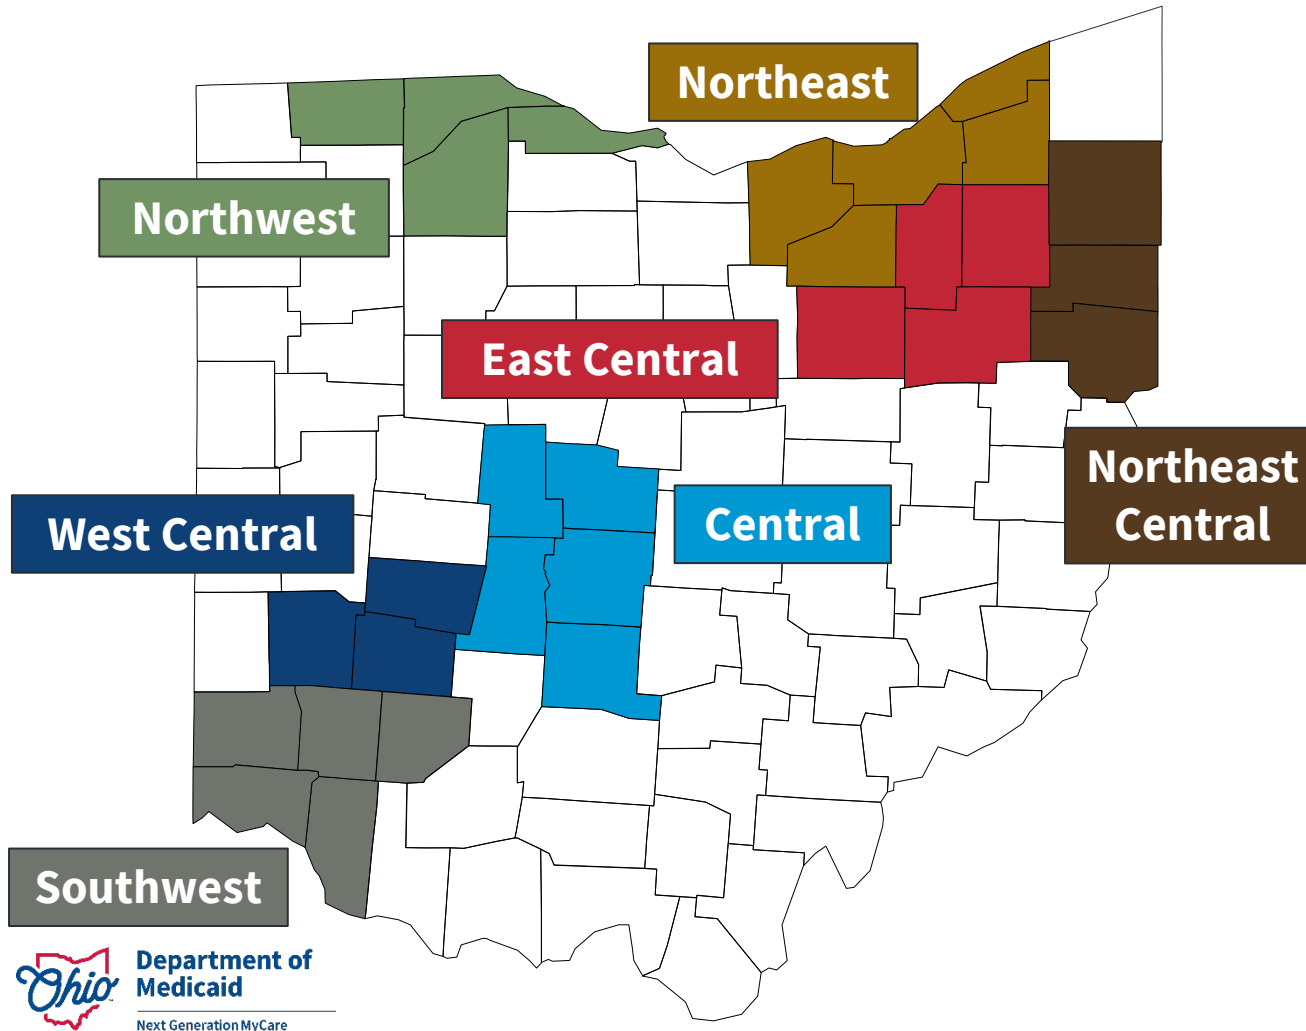 Northeast
Northwest
East Central
Northeast
Central
West Central
Central
Southwest
Ohio
Department of
Medicaid
Next Generation MyCare